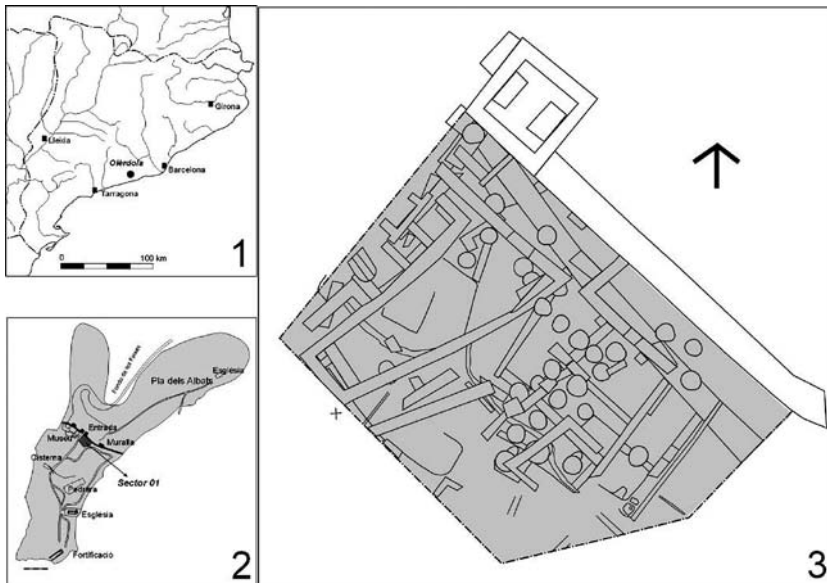 Girona
Lleida
Olèrdola
Barcelona
Tarragona
0 100 km
1
Església
Pla dels Albats
Entrada
Museu
Muralla
Cisterna
Sector 01
Pedrera
Església
Fortificació
2
3